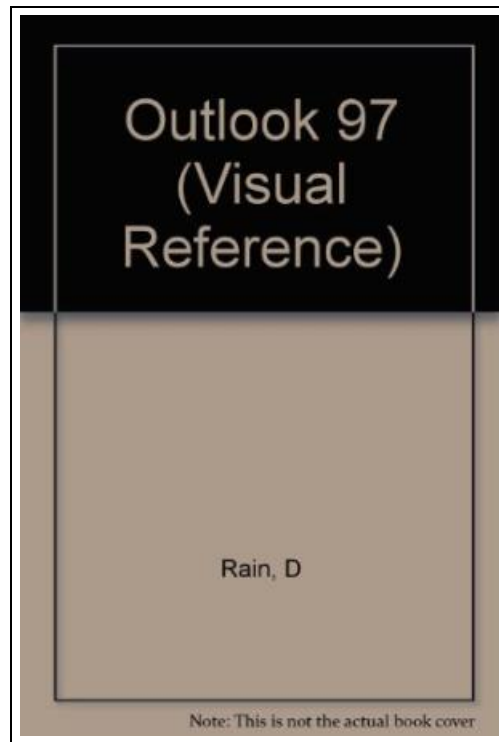 Outlook 97
(Visual
Reference)
Rain, D
Note: This is not the actual book cover